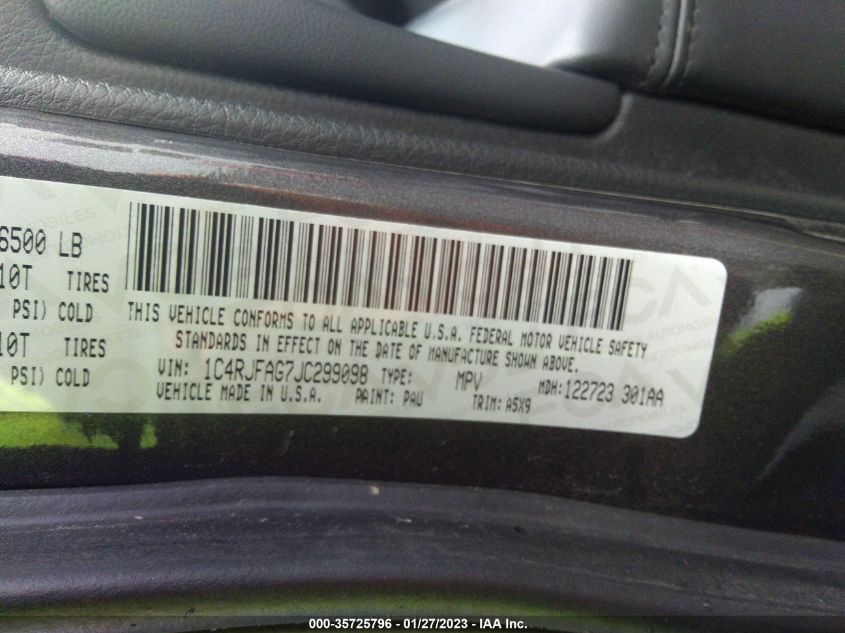 6500 LB
10T TIRES
PSI) COLD
10T TIRES
PSI) COLD
THIS VEHICLE CONFORMS TO ALL APPLICABLE U.S.A. FEDERAL MOTOR VEHICLE SAFETY
STANDARDS IN EFFECT ON THE DATE OF MANUFACTURE SHOWN ABOVE.
VIN: 1C4RJFAG7JC299098 TYPE: MPV MDH: 122723 301AA
VEHICLE MADE IN U.S.A. PAINT: PAU TRIM: A5X9
000-35725796 - 01/27/2023 - IAA Inc.